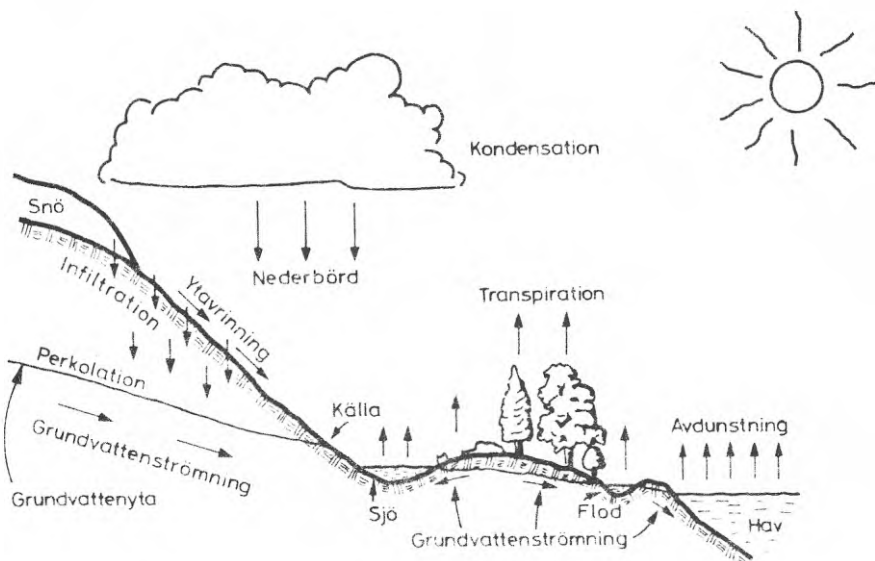 Kondensation
Snö
Nederbörd
Infiltration
Ytavrinning
Transpiration
Perkolation
Källa
Avdunstning
Grundvattenströmning
Grundvattenyta
Sjö
Flod
Hav
Grundvattenströmning